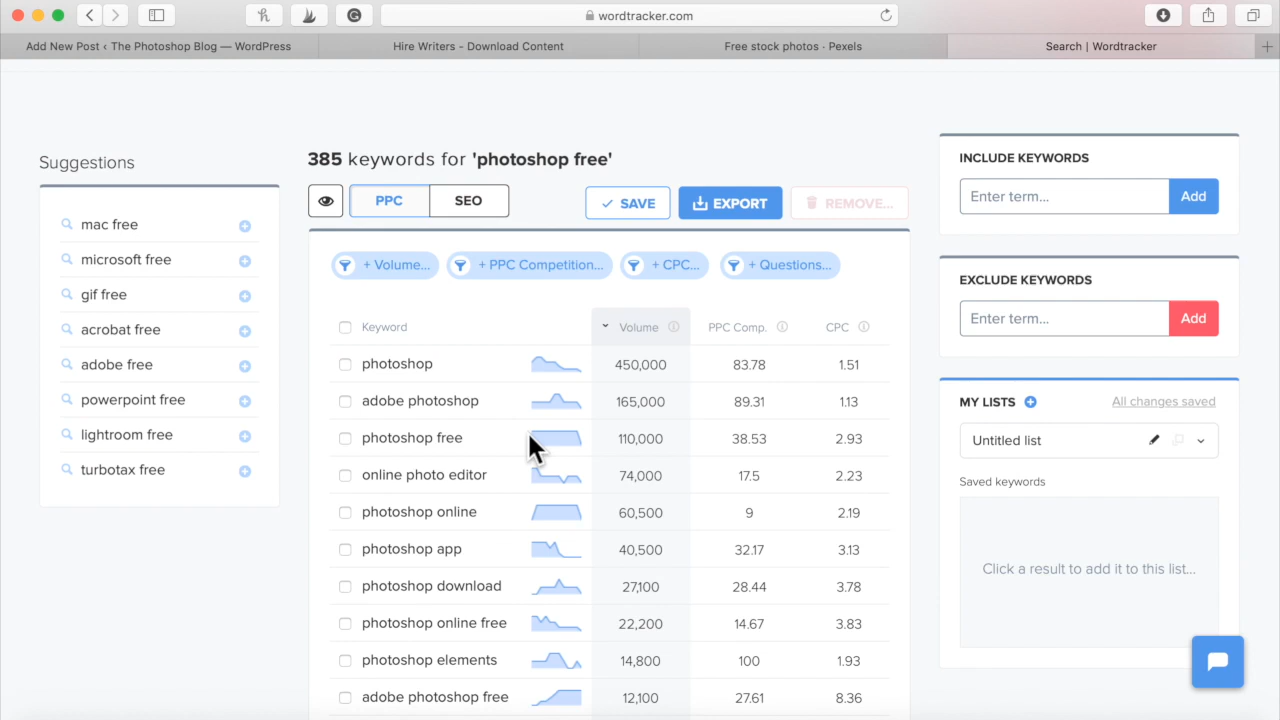 wordtracker.com
Add New Post ‹ The Photoshop Blog — WordPress
Hire Writers - Download Content
Free stock photos · Pexels
Search | Wordtracker
Suggestions
mac free
microsoft free
gif free
acrobat free
adobe free
powerpoint free
lightroom free
turbotax free
385 keywords for 'photoshop free'
PPC SEO SAVE EXPORT REMOVE...
+ Volume... + PPC Competition... + CPC... + Questions...
Keyword Volume PPC Comp. CPC
photoshop 450,000 83.78 1.51
adobe photoshop 165,000 89.31 1.13
photoshop free 110,000 38.53 2.93
online photo editor 74,000 17.5 2.23
photoshop online 60,500 9 2.19
photoshop app 40,500 32.17 3.13
photoshop download 27,100 28.44 3.78
photoshop online free 22,200 14.67 3.83
photoshop elements 14,800 100 1.93
adobe photoshop free 12,100 27.61 8.36
INCLUDE KEYWORDS
Enter term... Add
EXCLUDE KEYWORDS
Enter term... Add
MY LISTS All changes saved
Untitled list
Saved keywords
Click a result to add it to this list...